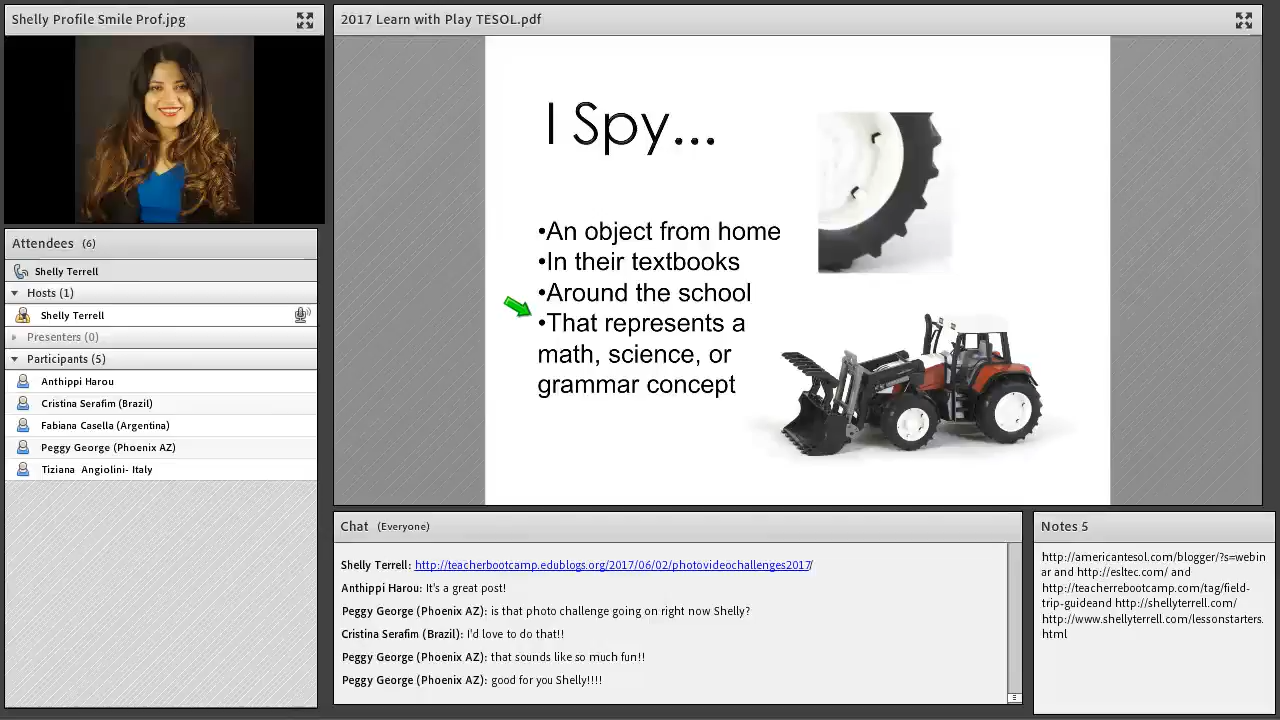 Shelly Profile Smile Prof.jpg
2017 Learn with Play TESOL.pdf
I Spy...
•An object from home
•In their textbooks
•Around the school
•That represents a
math, science, or
grammar concept
Attendees (6)
Shelly Terrell
Hosts (1)
Shelly Terrell
Presenters (0)
Participants (5)
Anthippi Harou
Cristina Serafim (Brazil)
Fabiana Casella (Argentina)
Peggy George (Phoenix AZ)
Tiziana Angiolini- Italy
Chat (Everyone)
Shelly Terrell: http://teacherbootcamp.edublogs.org/2017/06/02/photovideochallenges2017/
Anthippi Harou: It's a great post!
Peggy George (Phoenix AZ): is that photo challenge going on right now Shelly?
Cristina Serafim (Brazil): I'd love to do that!!
Peggy George (Phoenix AZ): that sounds like so much fun!!
Peggy George (Phoenix AZ): good for you Shelly!!!!
Notes 5
http://americantesol.com/blogger/?s=webin
ar and http://esltec.com/ and
http://teacherrebootcamp.com/tag/field-
trip-guideand http://shellyterrell.com/
http://www.shellyterrell.com/lessonstarters.
html